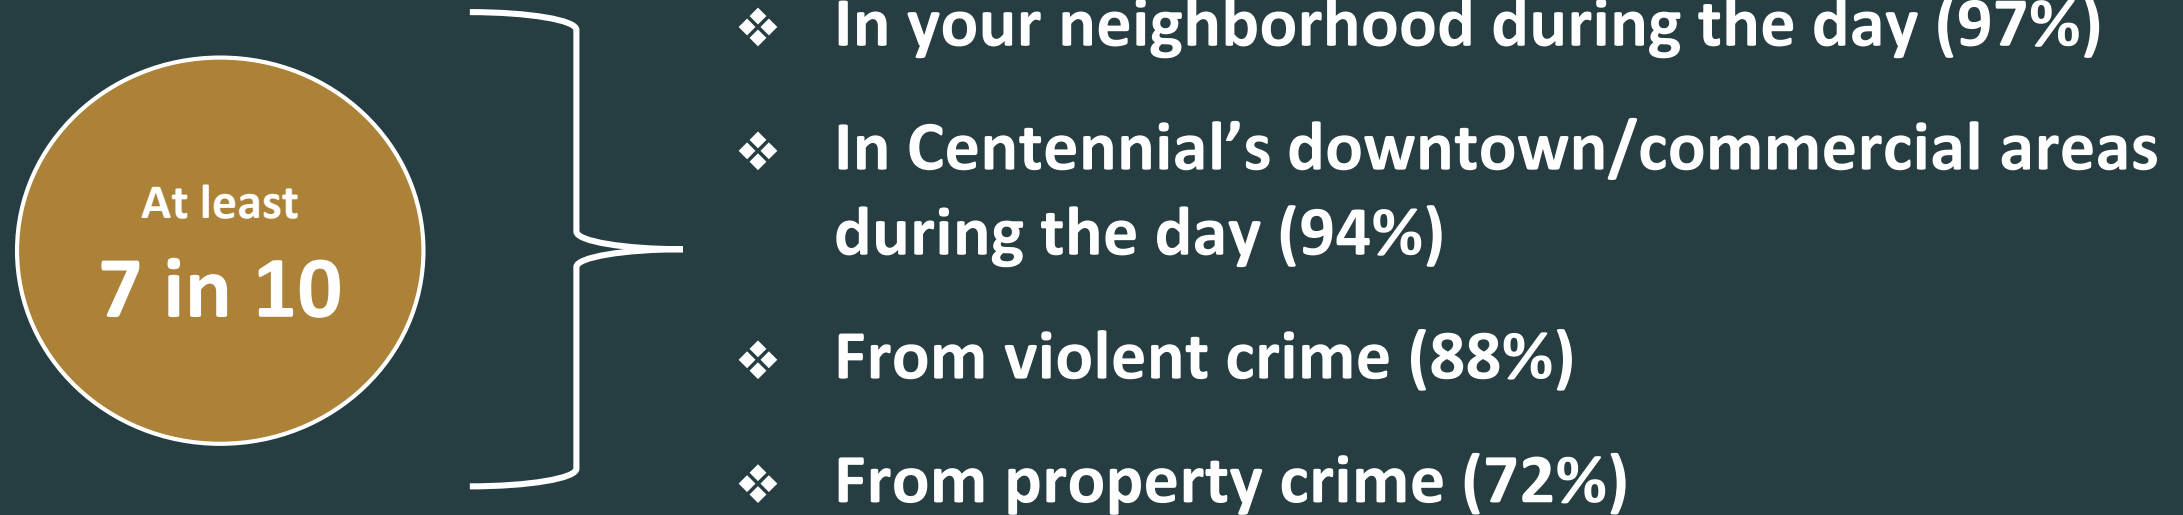 At least
7 in 10
❖ In your neighborhood during the day (97%)
❖ In Centennial’s downtown/commercial areas
during the day (94%)
❖ From violent crime (88%)
❖ From property crime (72%)